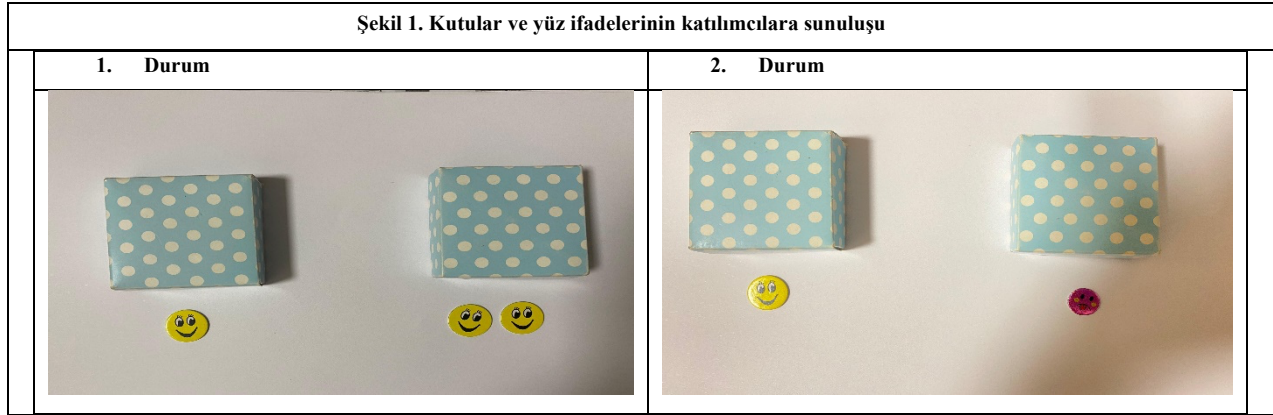 Şekil 1. Kutular ve yüz ifadelerinin katılımcılara sunuluşu
1. Durum
2. Durum